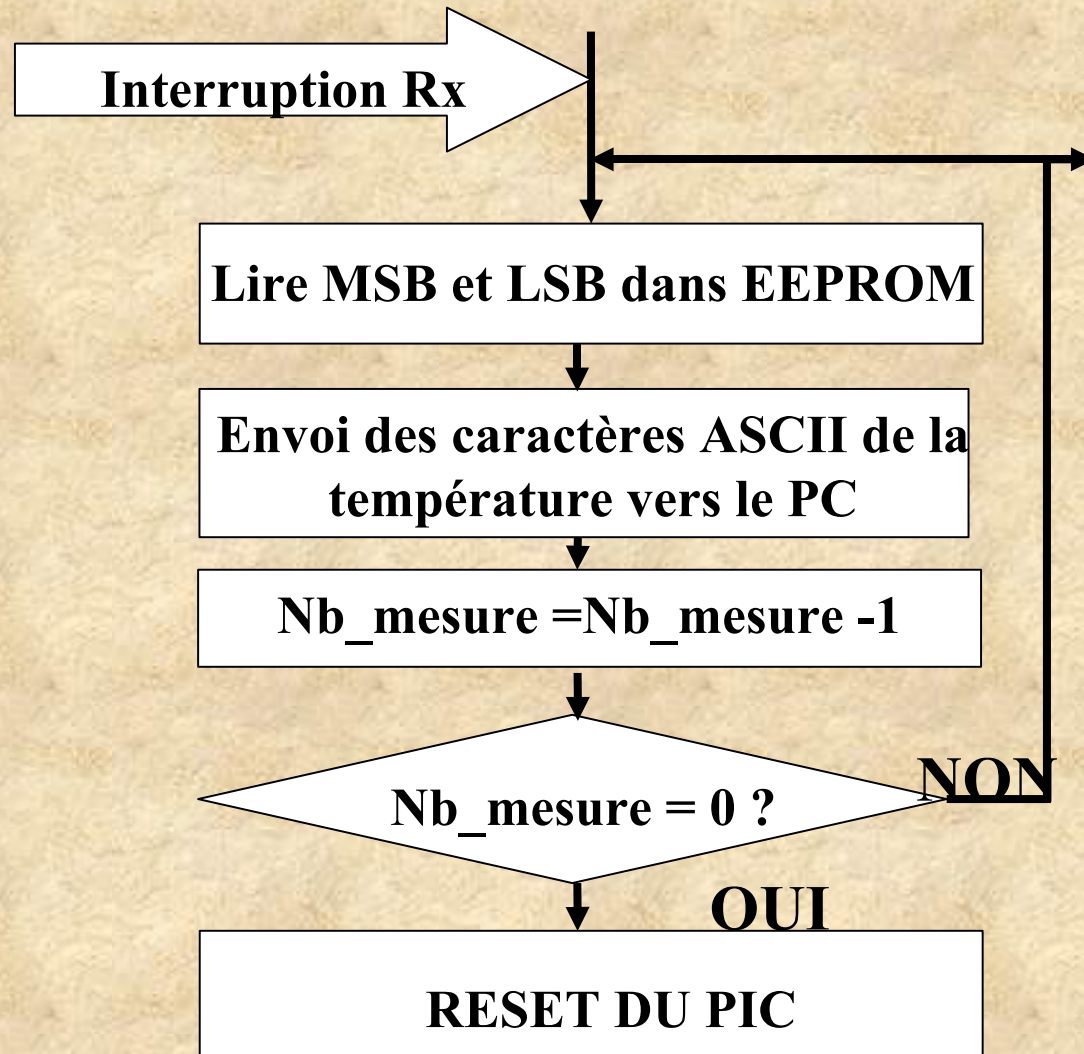 Interruption Rx
Lire MSB et LSB dans EEPROM
Envoi des caractères ASCII de la
température vers le PC
Nb_mesure =Nb_mesure -1
NON
Nb_mesure = 0 ?
OUI
RESET DU PIC